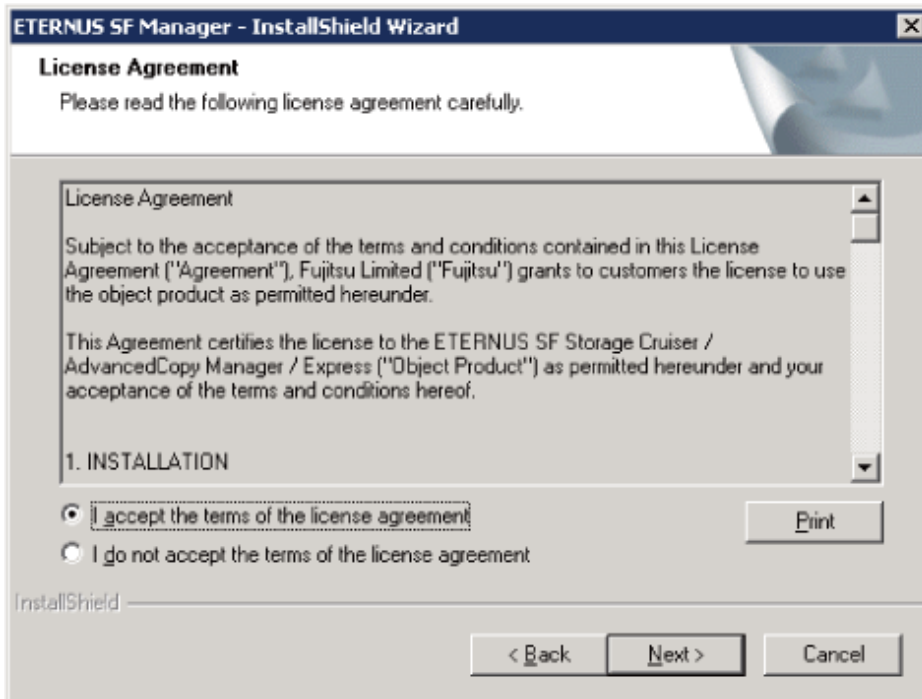 ETERNUS SF Manager - InstallShield Wizard
License Agreement
Please read the following license agreement carefully.
License Agreement
Subject to the acceptance of the terms and conditions contained in this License
Agreement ("Agreement"), Fujitsu Limited ("Fujitsu") grants to customers the license to use
the object product as permitted hereunder.
This Agreement certifies the license to the ETERNUS SF Storage Cruiser /
AdvancedCopy Manager / Express ("Object Product") as permitted hereunder and your
acceptance of the terms and conditions hereof.
1. INSTALLATION
I accept the terms of the license agreement
Print
I do not accept the terms of the license agreement
InstallShield
< Back
Next >
Cancel